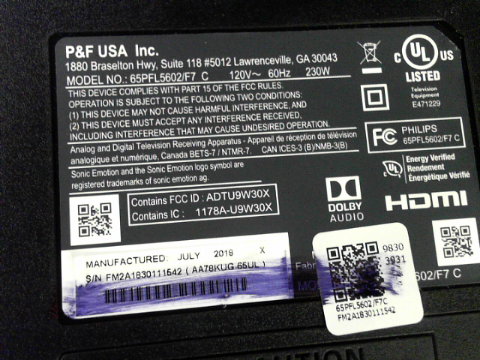 P&F USA Inc.
1880 Braselton Hwy, Suite 118 #5012 Lawrenceville, GA 30043
MODEL NO.: 65PFL5602/F7 C 120V～ 60Hz 230W
THIS DEVICE COMPLIES WITH PART 15 OF THE FCC RULES.
OPERATION IS SUBJECT TO THE FOLLOWING TWO CONDITIONS:
(1) THIS DEVICE MAY NOT CAUSE HARMFUL INTERFERENCE, AND
(2) THIS DEVICE MUST ACCEPT ANY INTERFERENCE RECEIVED,
INCLUDING INTERFERENCE THAT MAY CAUSE UNDESIRED OPERATION.
Analog and Digital Television Receiving Apparatus - Appareil de réception de télévision
analogique et numérique, Canada BETS-7 / NTMR-7. CAN ICES-3 (B)/NMB-3(B)
Sonic Emotion and the Sonic Emotion logo symbol are
registered trademarks of sonic emotion ag.
Contains FCC ID : ADTU9W30X
Contains IC : 1178A-U9W30X
MANUFACTURED: JULY 2018 X
S/N FM2A1830111542 ( AA78KUG 65UL )
c UL US
LISTED
Television
Equipment
E471229
FC PHILIPS
65PFL5602/F7 C
UL Energy Verified
Rendement
Énergétique Vérifié
DOLBY
AUDIO
HDMI
9830
3931
65PFL5602/F7C
FM2A1830111542
5602/F7 C